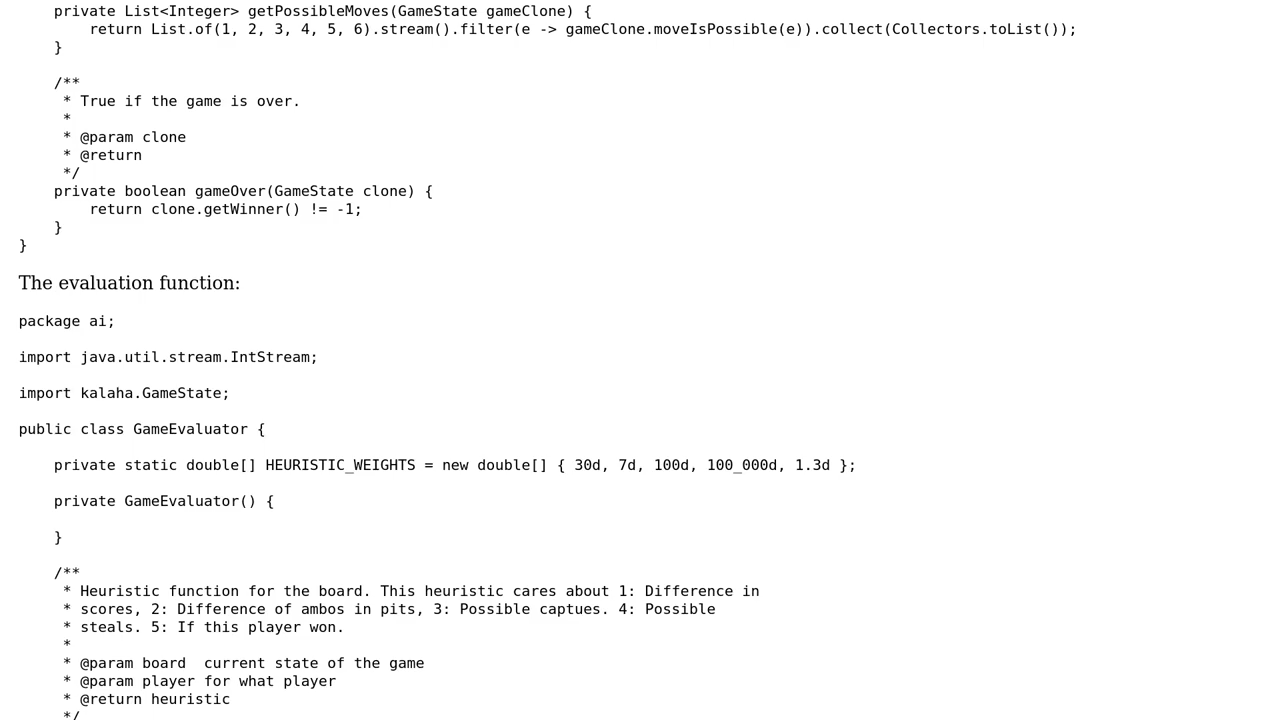 private List<Integer> getPossibleMoves(GameState gameClone) {
        return List.of(1, 2, 3, 4, 5, 6).stream().filter(e -> gameClone.moveIsPossible(e)).collect(Collectors.toList());
    }
    /**
     * True if the game is over.
     *
     * @param clone
     * @return
     */
    private boolean gameOver(GameState clone) {
        return clone.getWinner() != -1;
    }
}
The evaluation function:
package ai;
import java.util.stream.IntStream;
import kalaha.GameState;
public class GameEvaluator {
    private static double[] HEURISTIC_WEIGHTS = new double[] { 30d, 7d, 100d, 100_000d, 1.3d };
    private GameEvaluator() {
    }
    /**
     * Heuristic function for the board. This heuristic cares about 1: Difference in
     * scores, 2: Difference of ambos in pits, 3: Possible captues. 4: Possible
     * steals. 5: If this player won.
     *
     * @param board  current state of the game
     * @param player for what player
     * @return heuristic
     */